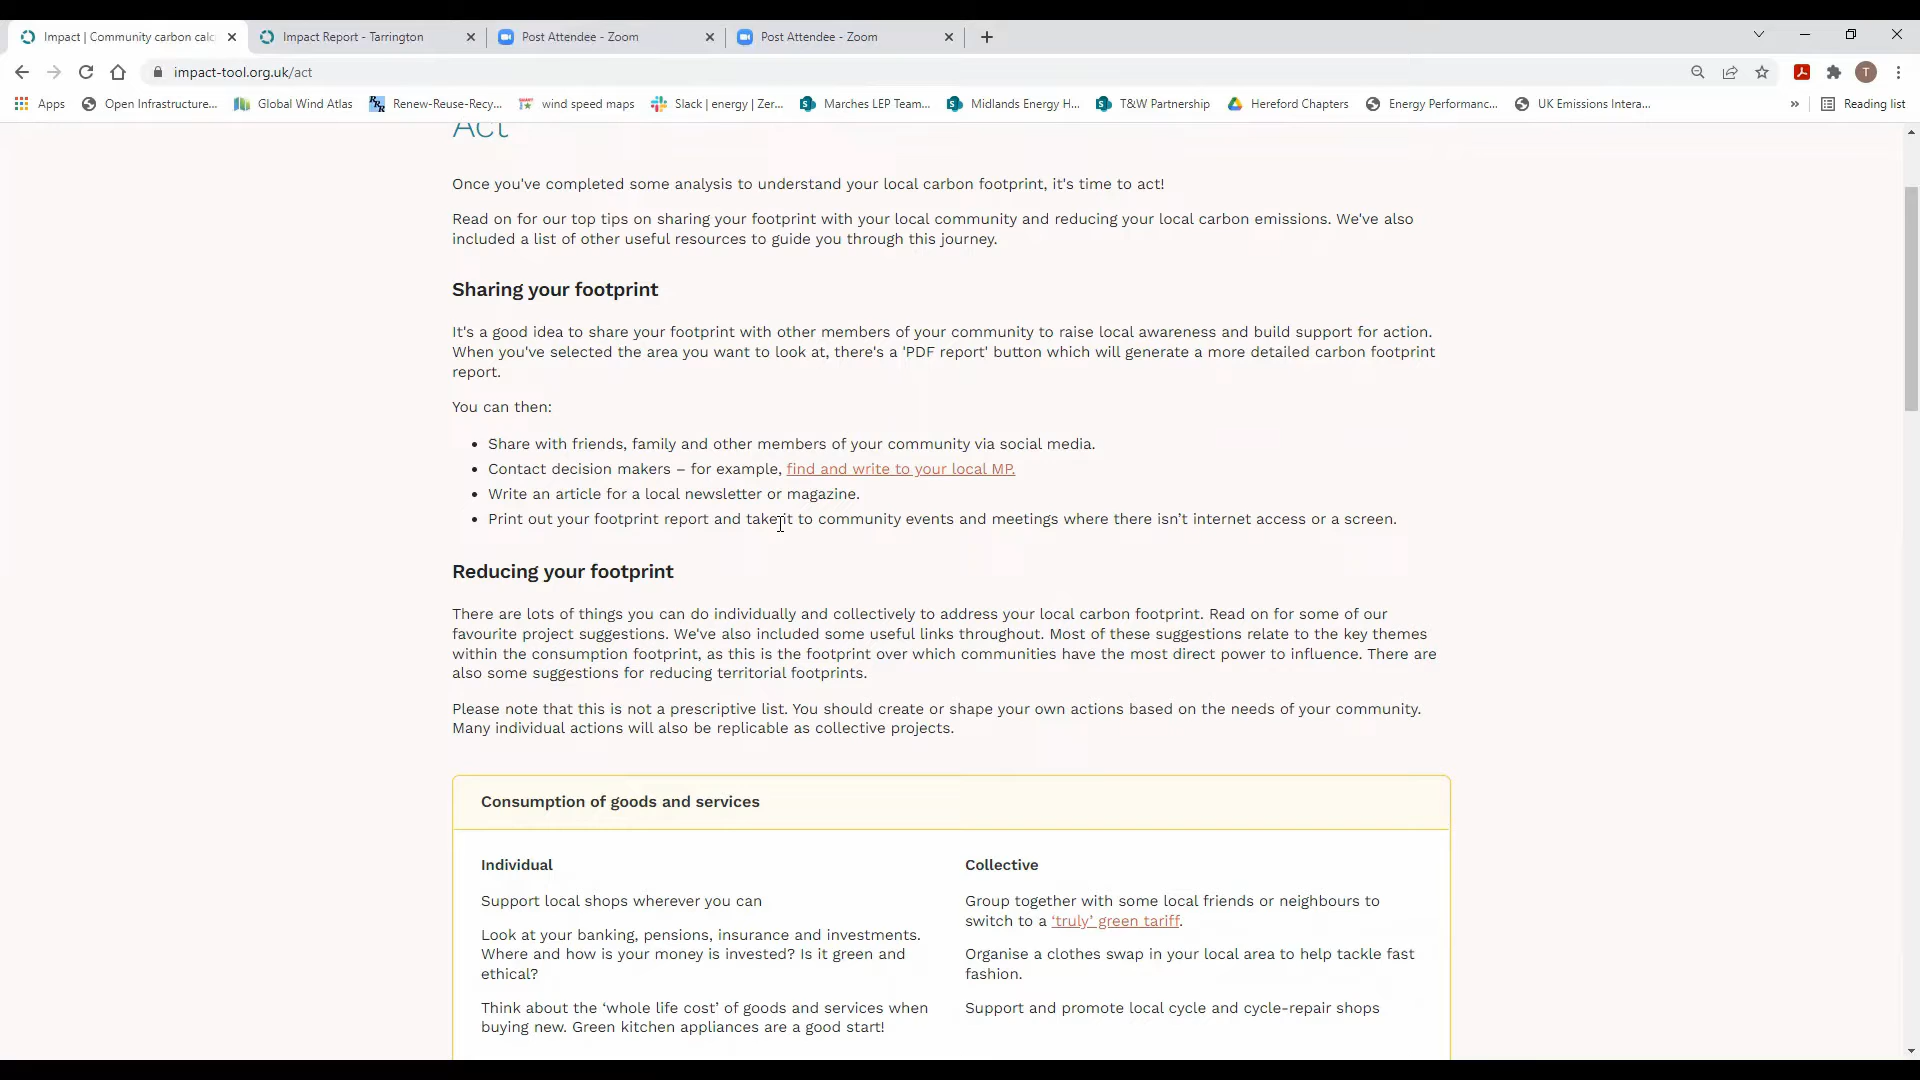 Impact | Community carbon calc
Impact Report - Tarrington
Post Attendee - Zoom
Post Attendee - Zoom
impact-tool.org.uk/act
T
Apps
Open Infrastructure...
Global Wind Atlas
Renew-Reuse-Recy...
wind speed maps
Slack | energy | Zer...
Marches LEP Team...
Midlands Energy H...
T&W Partnership
Hereford Chapters
Energy Performanc...
UK Emissions Intera...
»
Reading list
Act
Once you've completed some analysis to understand your local carbon footprint, it's time to act!
Read on for our top tips on sharing your footprint with your local community and reducing your local carbon emissions. We've also
included a list of other useful resources to guide you through this journey.
Sharing your footprint
It's a good idea to share your footprint with other members of your community to raise local awareness and build support for action.
When you've selected the area you want to look at, there's a 'PDF report' button which will generate a more detailed carbon footprint
report.
You can then:
• Share with friends, family and other members of your community via social media.
• Contact decision makers – for example, find and write to your local MP.
• Write an article for a local newsletter or magazine.
• Print out your footprint report and take it to community events and meetings where there isn’t internet access or a screen.
Reducing your footprint
There are lots of things you can do individually and collectively to address your local carbon footprint. Read on for some of our
favourite project suggestions. We've also included some useful links throughout. Most of these suggestions relate to the key themes
within the consumption footprint, as this is the footprint over which communities have the most direct power to influence. There are
also some suggestions for reducing territorial footprints.
Please note that this is not a prescriptive list. You should create or shape your own actions based on the needs of your community.
Many individual actions will also be replicable as collective projects.
Consumption of goods and services
Individual
Support local shops wherever you can
Look at your banking, pensions, insurance and investments.
Where and how is your money is invested? Is it green and
ethical?
Think about the ‘whole life cost’ of goods and services when
buying new. Green kitchen appliances are a good start!
Collective
Group together with some local friends or neighbours to
switch to a ‘truly’ green tariff.
Organise a clothes swap in your local area to help tackle fast
fashion.
Support and promote local cycle and cycle-repair shops